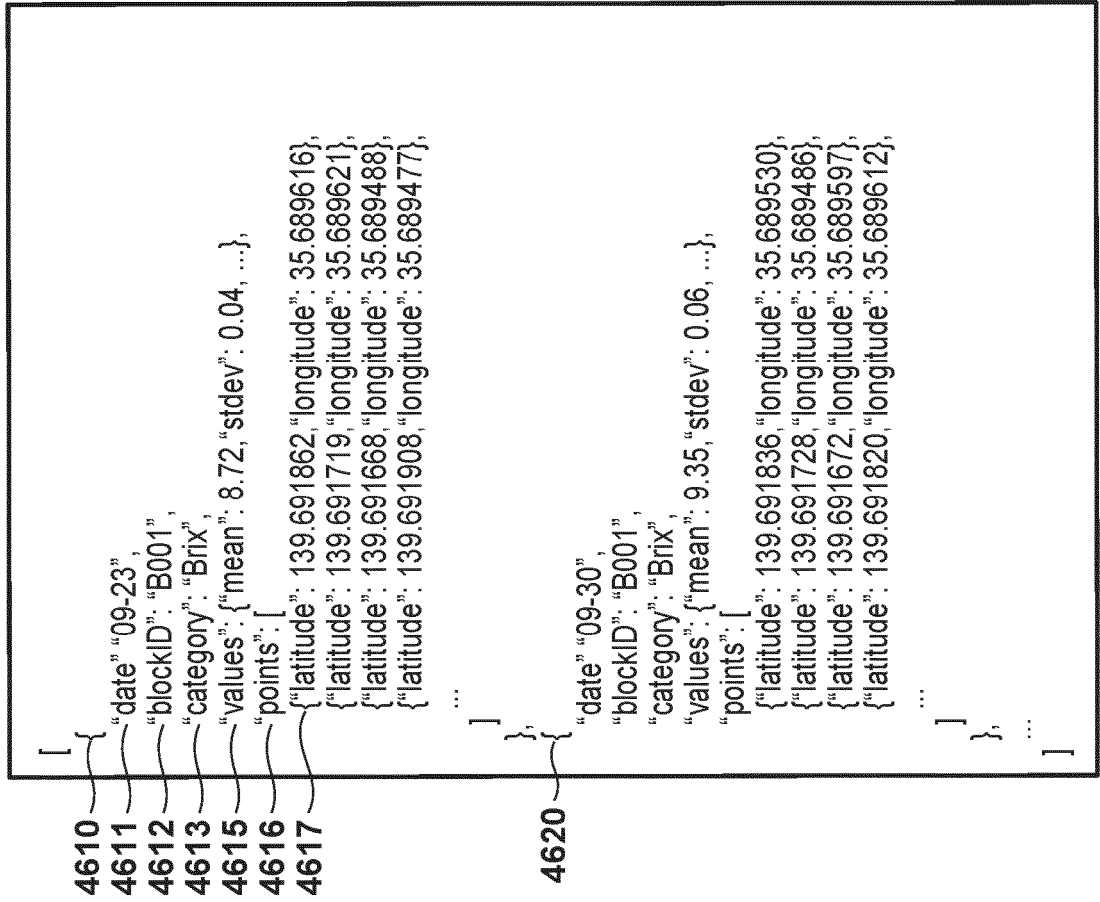 [
4610 {
4611 “date” “09-23”,
4612 “blockID”: “B001”,
4613 “category”: “Brix”,
4615 “values”: {“mean”: 8.72,“stdev”: 0.04, ...},
4616 “points”: [
4617 {“latitude”: 139.691862,“longitude”: 35.689616},
{“latitude”: 139.691719,“longitude”: 35.689621},
{“latitude”: 139.691668,“longitude”: 35.689488},
{“latitude”: 139.691908,“longitude”: 35.689477},
...
]
},
4620 {
“date” “09-30”,
“blockID”: “B001”,
“category”: “Brix”,
“values”: {“mean”: 9.35,“stdev”: 0.06, ...},
“points”: [
{“latitude”: 139.691836,“longitude”: 35.689530},
{“latitude”: 139.691728,“longitude”: 35.689486},
{“latitude”: 139.691672,“longitude”: 35.689597},
{“latitude”: 139.691820,“longitude”: 35.689612},
...
]
},
...
]